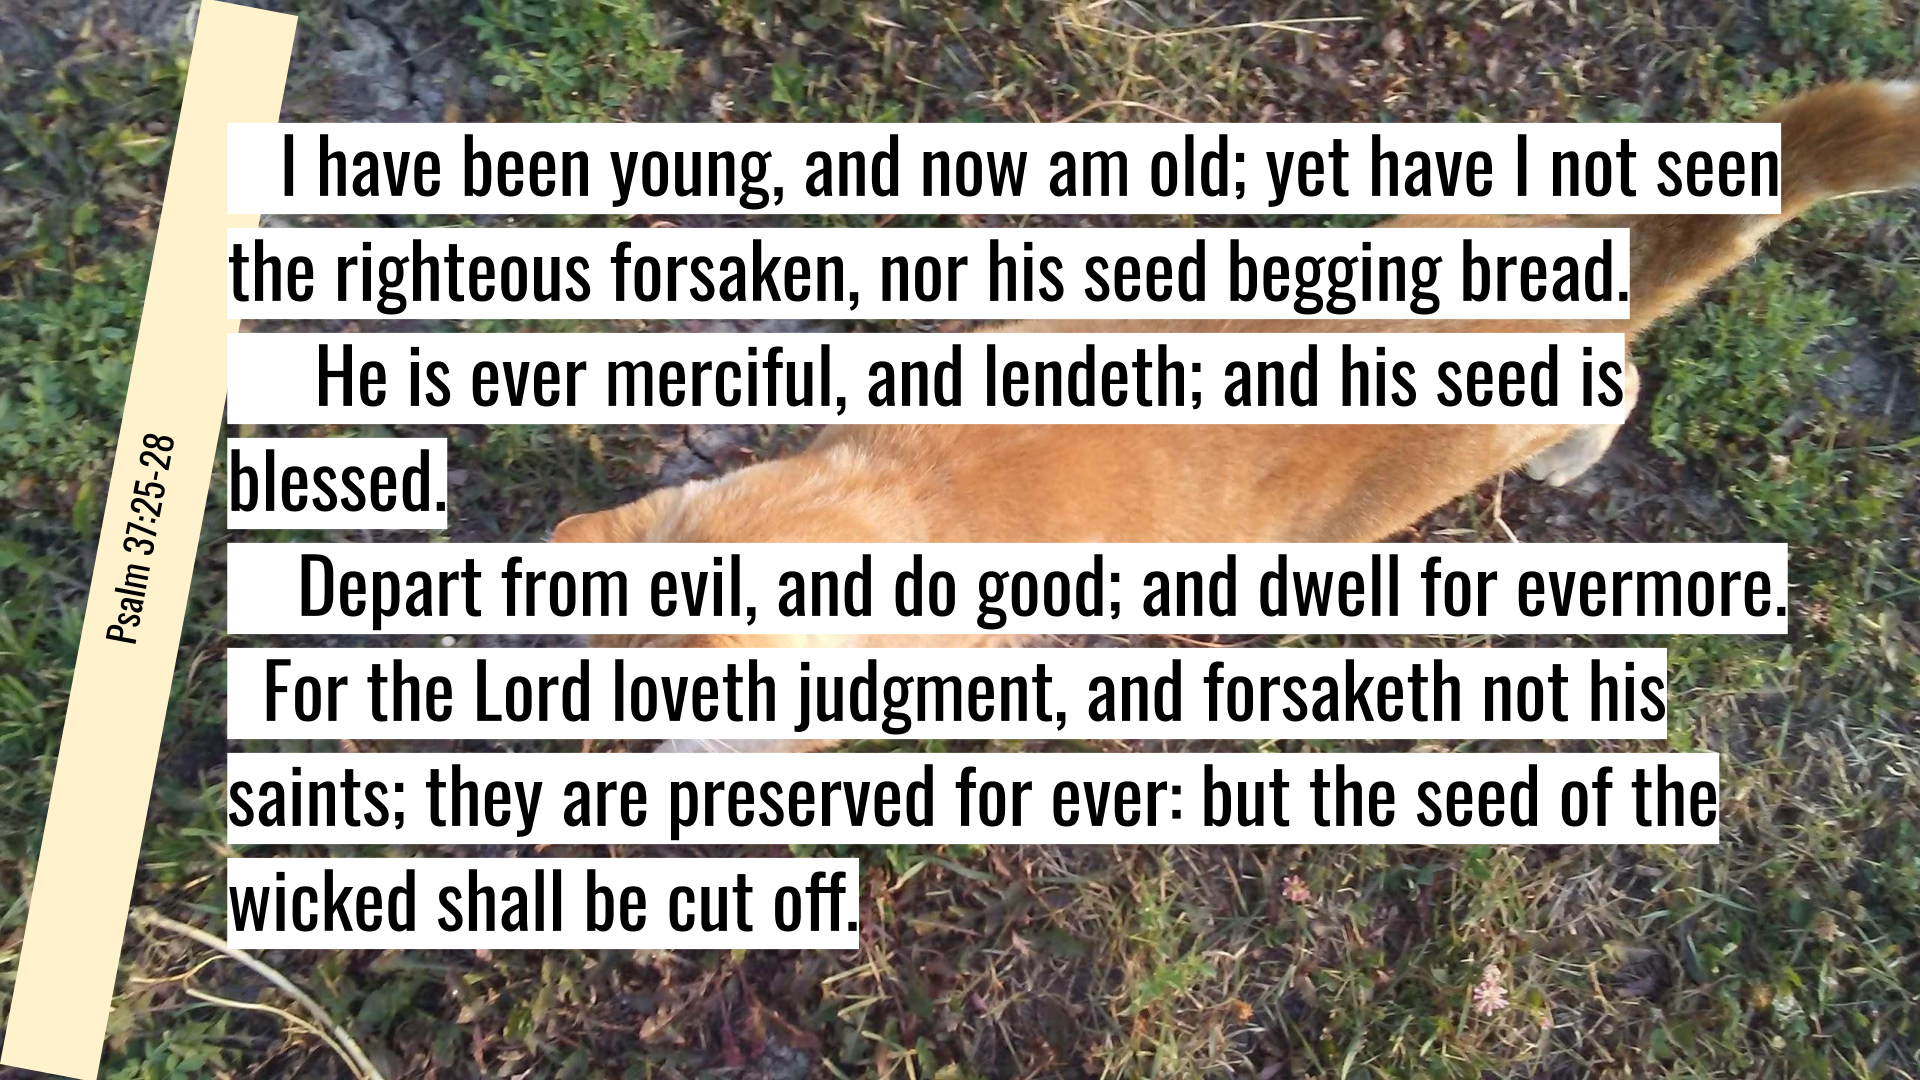 Psalm 37:25-28
I have been young, and now am old; yet have I not seen
the righteous forsaken, nor his seed begging bread.
He is ever merciful, and lendeth; and his seed is
blessed.
Depart from evil, and do good; and dwell for evermore.
For the Lord loveth judgment, and forsaketh not his
saints; they are preserved for ever: but the seed of the
wicked shall be cut off.